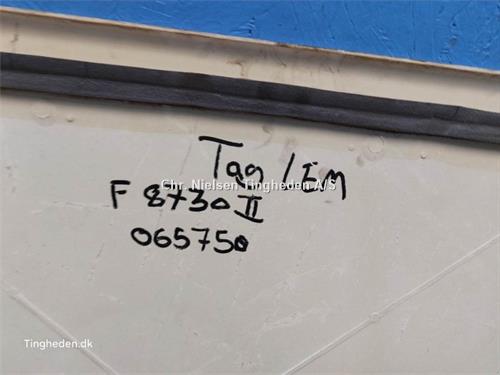 Tag / EM
Chr. Nielsen Tingheden A/S
F 8730 II
065750
Tingheden.dk